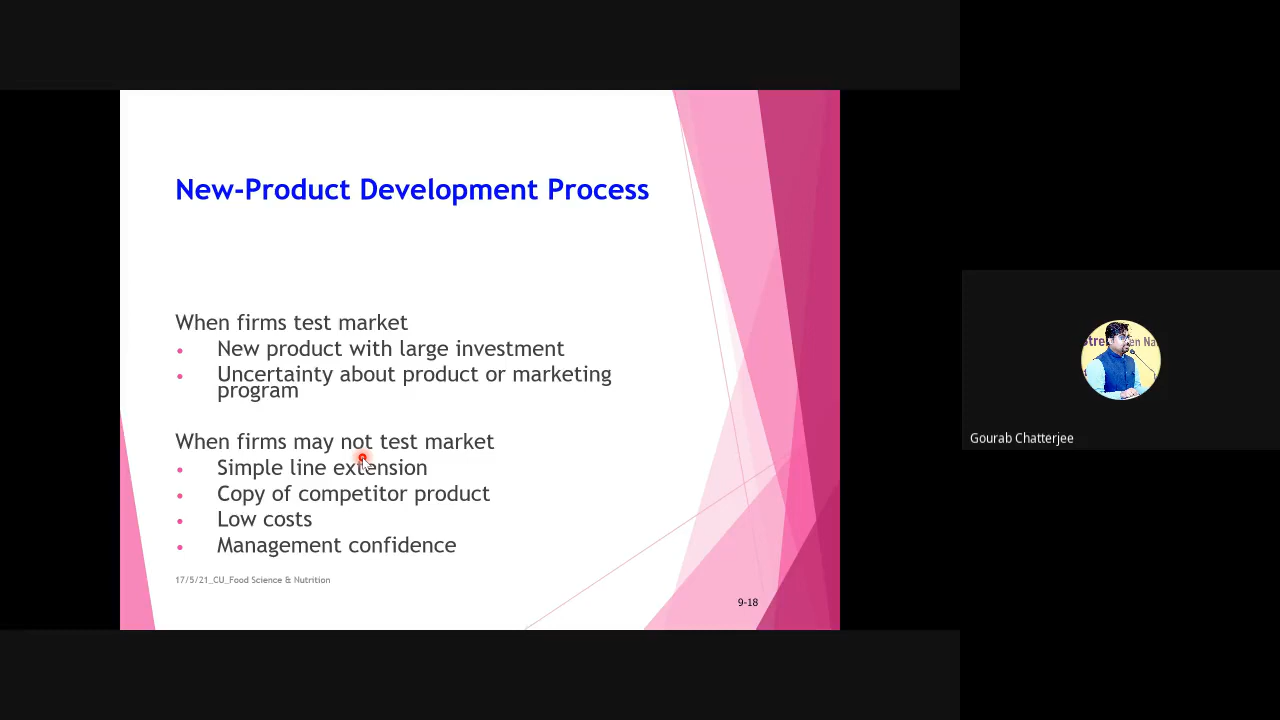 New-Product Development Process
When firms test market
• New product with large investment
• Uncertainty about product or marketing
program
When firms may not test market
• Simple line extension
• Copy of competitor product
• Low costs
• Management confidence
17/5/21_CU_Food Science & Nutrition
9-18
Gourab Chatterjee